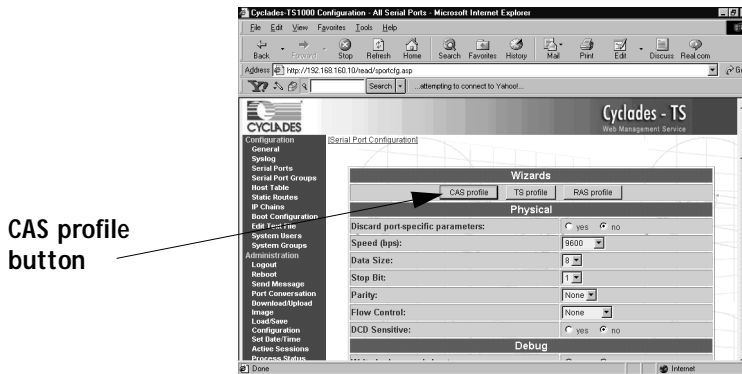 Cyclades-TS1000 Configuration - All Serial Ports - Microsoft Internet Explorer
File Edit View Favorites Tools Help
Back Forward Stop Refresh Home Search Favorites History Mail Print Edit Discuss Real.com
Address http://192.168.160.10/read/sportcfg.asp
Y? Search ...attempting to connect to Yahoo!...
CYCLADES
Cyclades - TS
Web Management Service
Configuration
General
Syslog
Serial Ports
Serial Port Groups
Host Table
Static Routes
IP Chains
Boot Configuration
Edit Text File
System Users
System Groups
Administration
Logout
Reboot
Send Message
Port Conversation
Download/Upload
Image
Load/Save
Configuration
Set Date/Time
Active Sessions
Process Status
[Serial Port Configuration]
Wizards
CAS profile TS profile RAS profile
Physical
Discard port-specific parameters: yes no
Speed (bps): 9600
Data Size: 8
Stop Bit: 1
Parity: None
Flow Control: None
DCD Sensitive: yes no
Debug
Done Internet
CAS profile
button